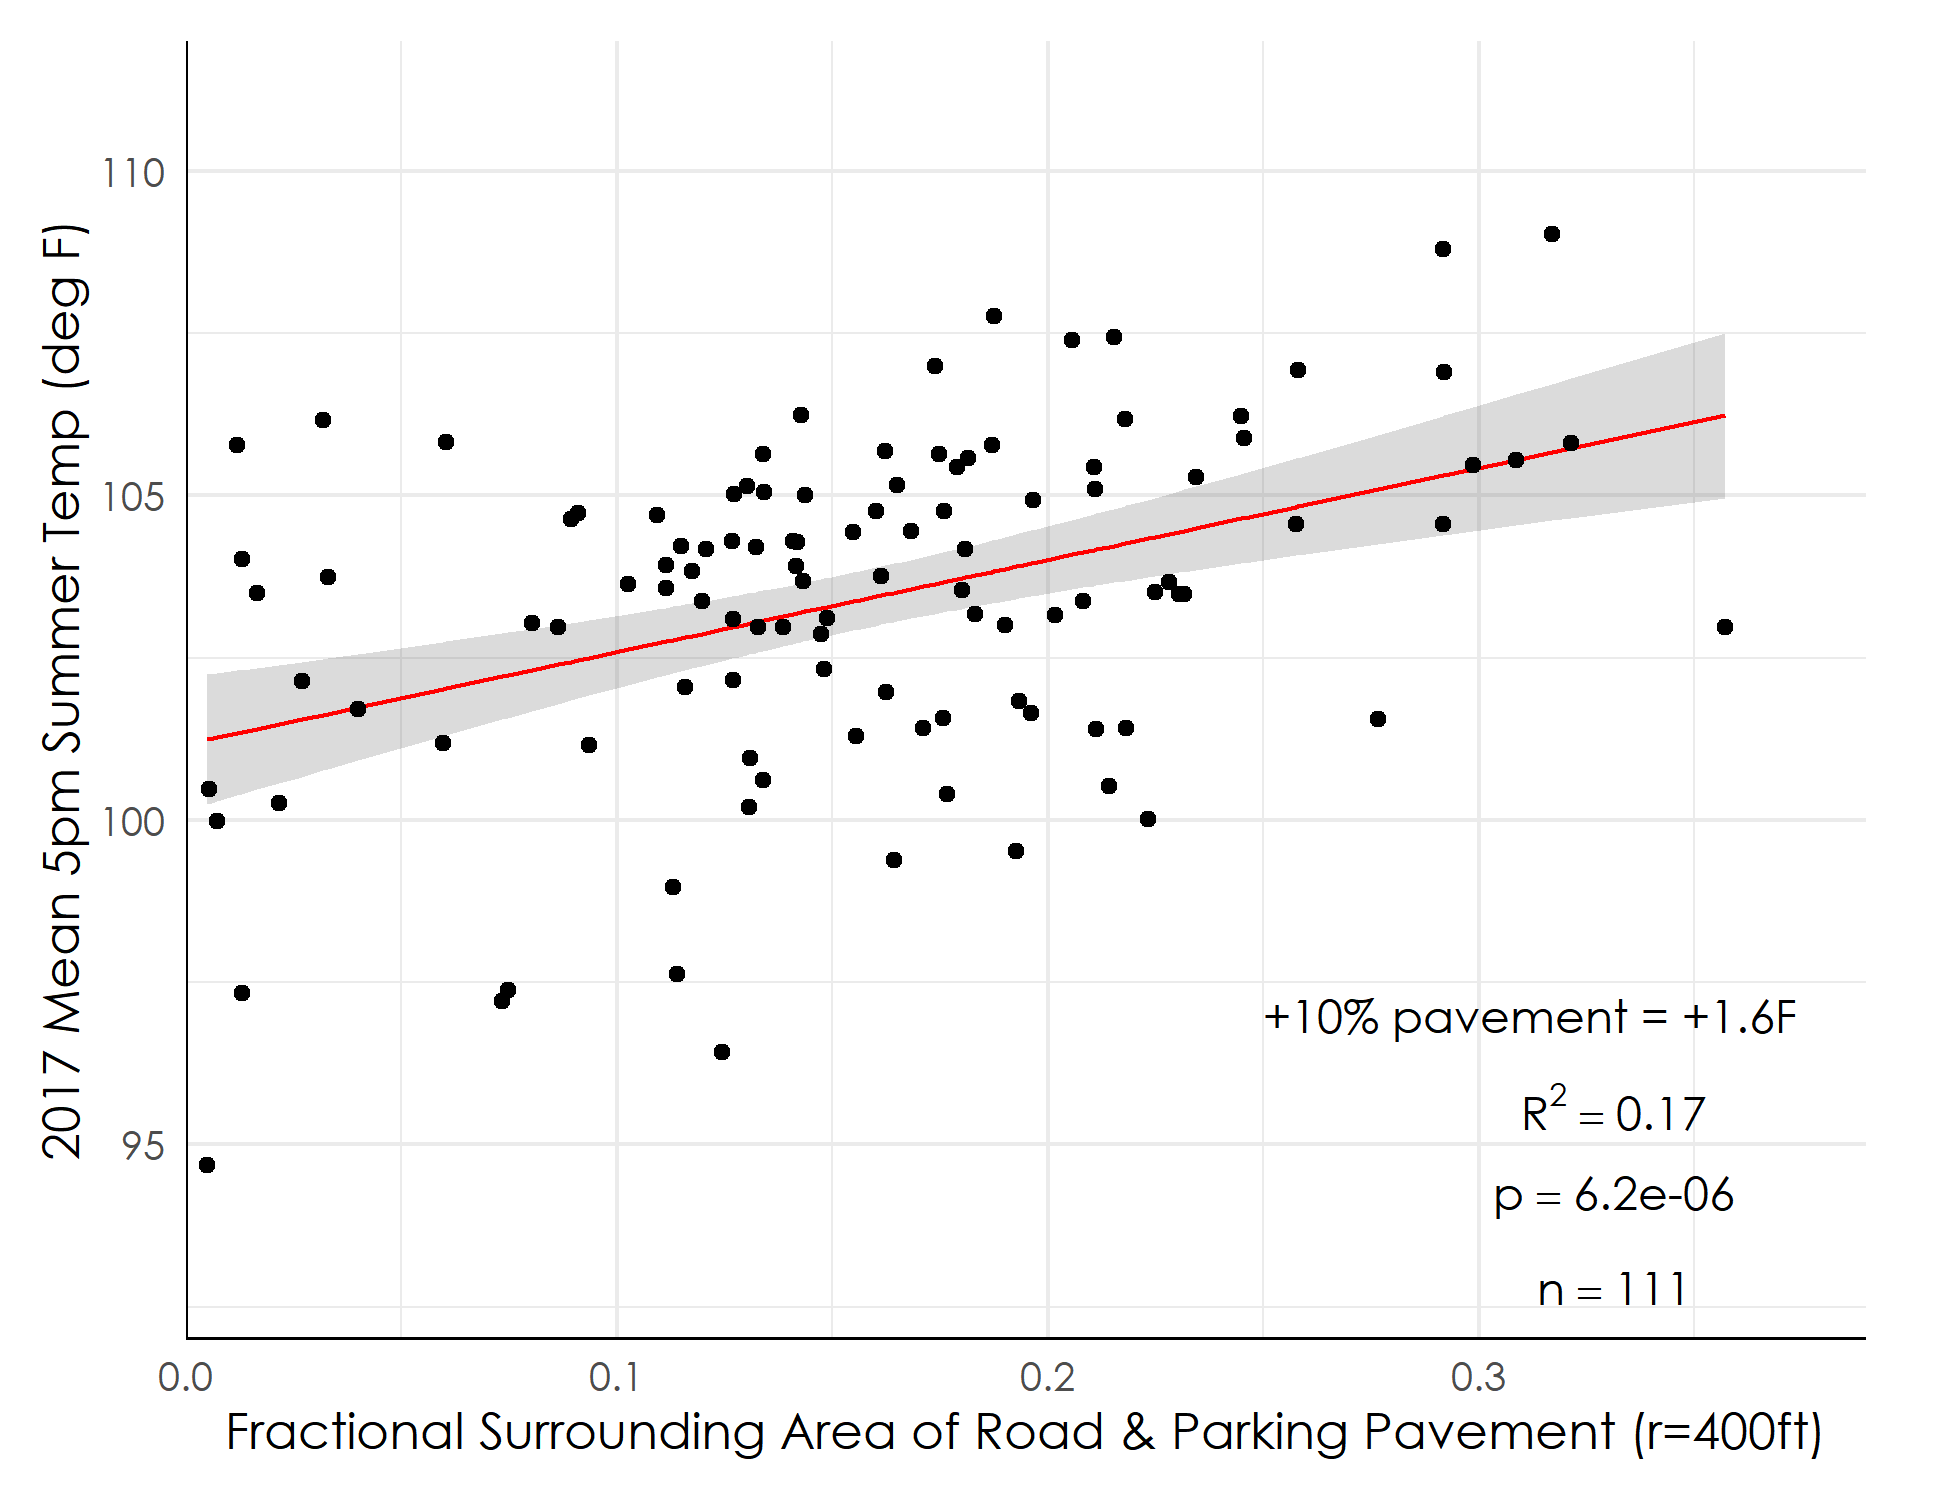 2017 Mean 5pm Summer Temp (deg F)
110
105
100
95
+10% pavement = +1.6F
R² = 0.17
p = 6.2e-06
n = 111
0.0 0.1 0.2 0.3
Fractional Surrounding Area of Road & Parking Pavement (r=400ft)